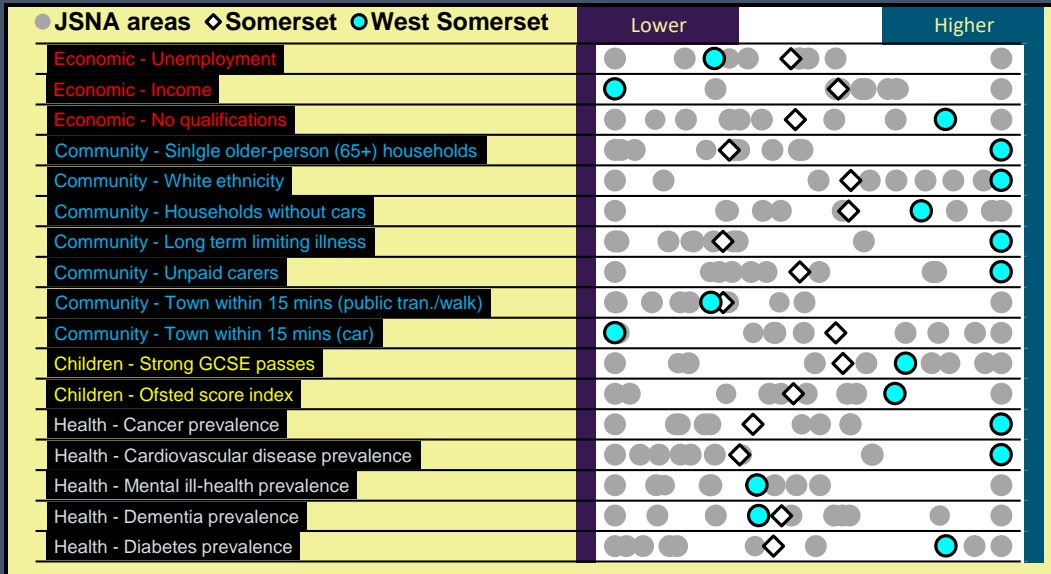 JSNA areas Somerset West Somerset Lower Higher
Economic - Unemployment
Economic - Income
Economic - No qualifications
Community - Sinlgle older-person (65+) households
Community - White ethnicity
Community - Households without cars
Community - Long term limiting illness
Community - Unpaid carers
Community - Town within 15 mins (public tran./walk)
Community - Town within 15 mins (car)
Children - Strong GCSE passes
Children - Ofsted score index
Health - Cancer prevalence
Health - Cardiovascular disease prevalence
Health - Mental ill-health prevalence
Health - Dementia prevalence
Health - Diabetes prevalence